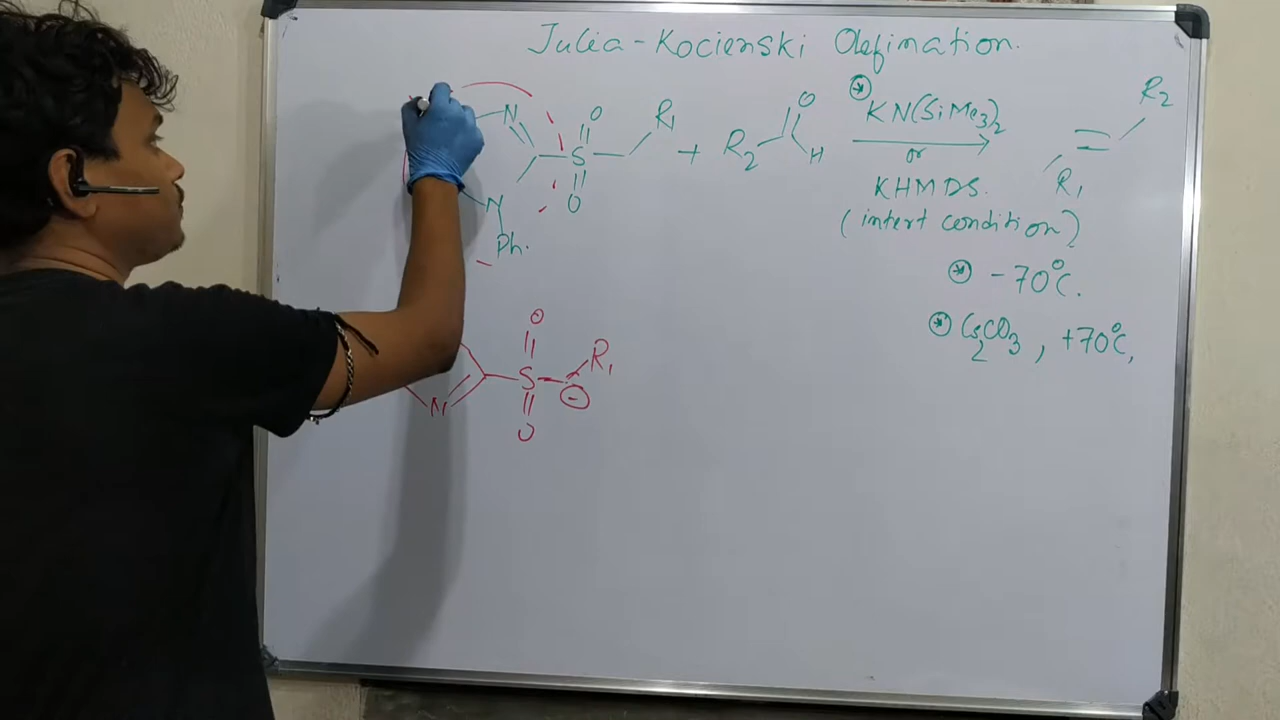 Julia-Kocienski Olefination.
N
S
O
O
R1
+
R2
O
H
KN(SiMe3)2
or
KHMDS.
(intert condition)
R2
R1
N
Ph.
-70°C.
Cs2CO3, +70°C,
N
S
O
O
R1